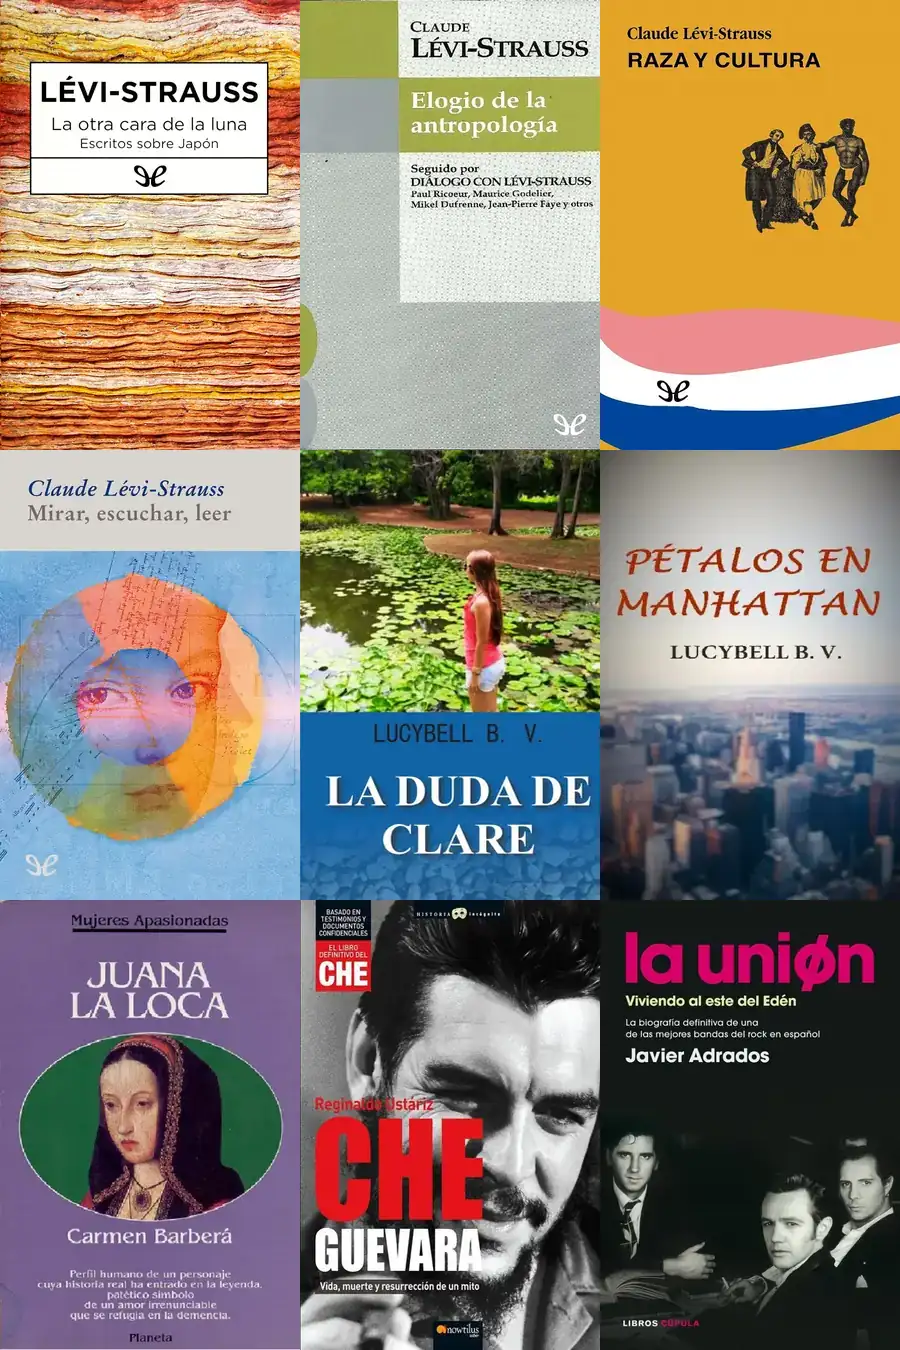 LÉVI-STRAUSS
La otra cara de la luna
Escritos sobre Japón
CLAUDE
LÉVI-STRAUSS
Elogio de la
antropología
Seguido por
DIÁLOGO CON LÉVI-STRAUSS
Paul Ricoeur, Maurice Godelier,
Mikel Dufrenne, Jean-Pierre Faye y otros
Claude Lévi-Strauss
RAZA Y CULTURA
Claude Lévi-Strauss
Mirar, escuchar, leer
LUCYBELL B. V.
LA DUDA DE
CLARE
PÉTALOS EN
MANHATTAN
LUCYBELL B. V.
Mujeres Apasionadas
JUANA
LA LOCA
Carmen Barberá
Perfil humano de un personaje
cuya historia real ha entrado en la leyenda,
patético símbolo
de un amor irrenunciable
que se refugia en la demencia.
Planeta
BASADO EN
TESTIMONIOS Y
DOCUMENTOS
CONFIDENCIALES
EL LIBRO
DEFINITIVO DEL
CHE
HISTORIA incógnita
Reginaldo Ustáriz
CHE
GUEVARA
Vida, muerte y resurrección de un mito
nowtilus
la uniøn
Viviendo al este del Edén
La biografía definitiva de una
de las mejores bandas del rock en español
Javier Adrados
LIBROS CÚPULA